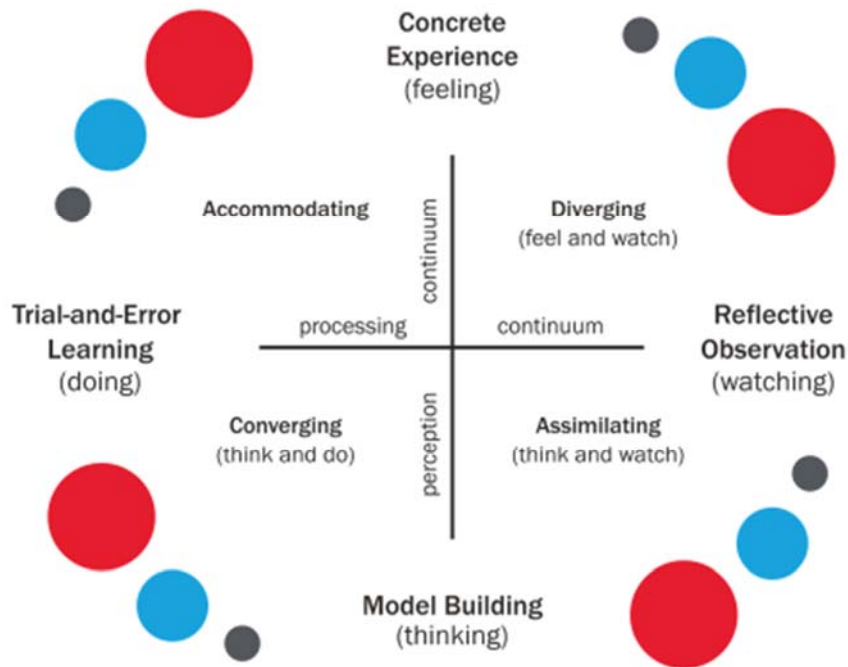 Concrete
Experience
(feeling)
Accommodating
Diverging
(feel and watch)
continuum
Trial-and-Error
Learning
(doing)
processing
continuum
Reflective
Observation
(watching)
Converging
(think and do)
perception
Assimilating
(think and watch)
Model Building
(thinking)